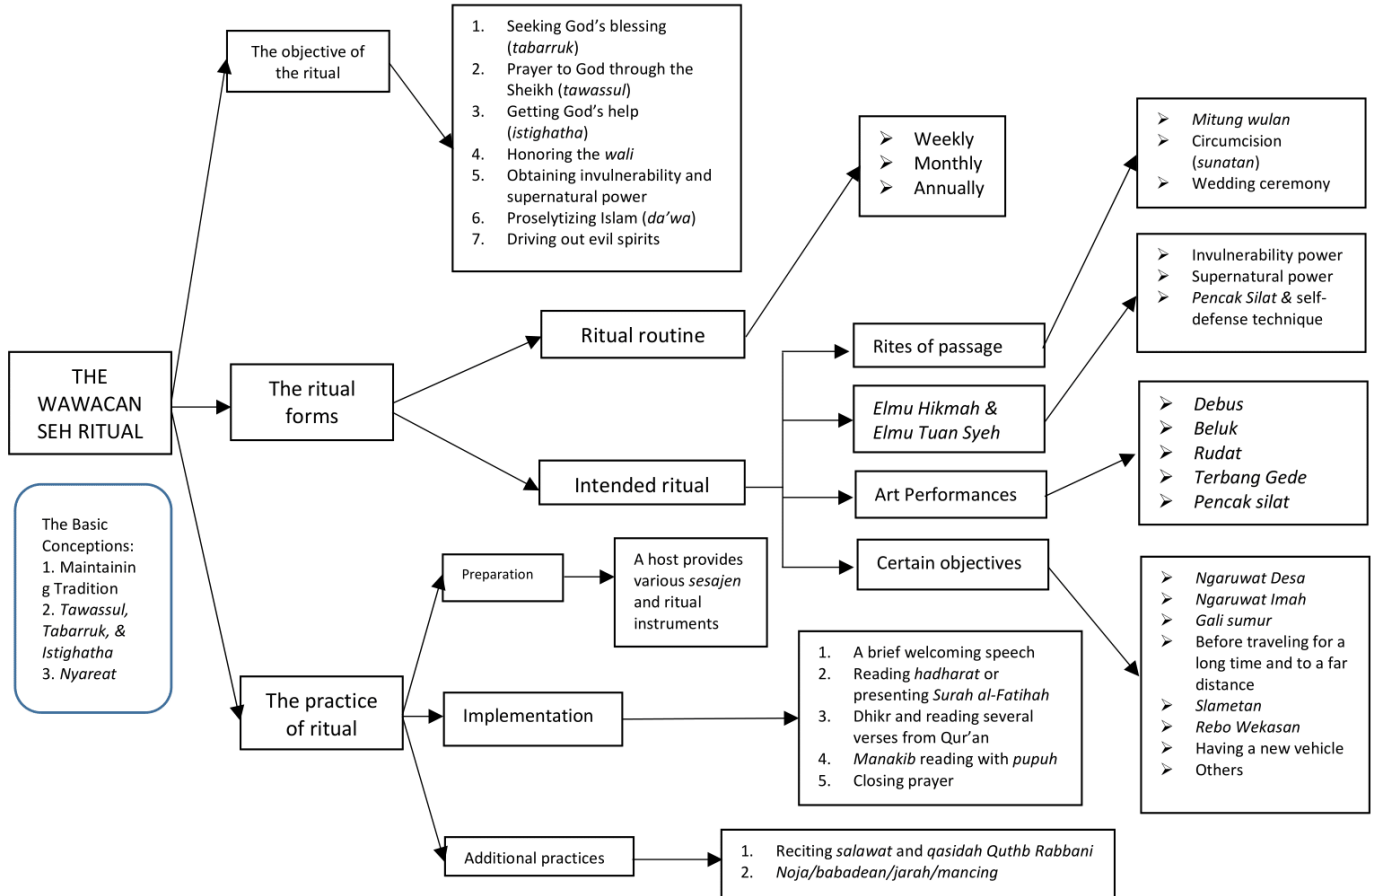 THE
WAWACAN
SEH RITUAL
The Basic
Conceptions:
1. Maintainin
g Tradition
2. Tawassul,
Tabarruk, &
Istighatha
3. Nyareat
The objective of
the ritual
1. Seeking God’s blessing
(tabarruk)
2. Prayer to God through the
Sheikh (tawassul)
3. Getting God’s help
(istighatha)
4. Honoring the wali
5. Obtaining invulnerability and
supernatural power
6. Proselytizing Islam (da’wa)
7. Driving out evil spirits
The ritual
forms
Ritual routine
➢ Weekly
➢ Monthly
➢ Annually
Intended ritual
Rites of passage
➢ Mitung wulan
➢ Circumcision
(sunatan)
➢ Wedding ceremony
Elmu Hikmah &
Elmu Tuan Syeh
➢ Invulnerability power
➢ Supernatural power
➢ Pencak Silat & self-
defense technique
Art Performances
➢ Debus
➢ Beluk
➢ Rudat
➢ Terbang Gede
➢ Pencak silat
Certain objectives
➢ Ngaruwat Desa
➢ Ngaruwat Imah
➢ Gali sumur
➢ Before traveling for a
long time and to a far
distance
➢ Slametan
➢ Rebo Wekasan
➢ Having a new vehicle
➢ Others
The practice
of ritual
Preparation
A host provides
various sesajen
and ritual
instruments
Implementation
1. A brief welcoming speech
2. Reading hadharat or
presenting Surah al-Fatihah
3. Dhikr and reading several
verses from Qur’an
4. Manakib reading with pupuh
5. Closing prayer
Additional practices
1. Reciting salawat and qasidah Quthb Rabbani
2. Noja/babadean/jarah/mancing